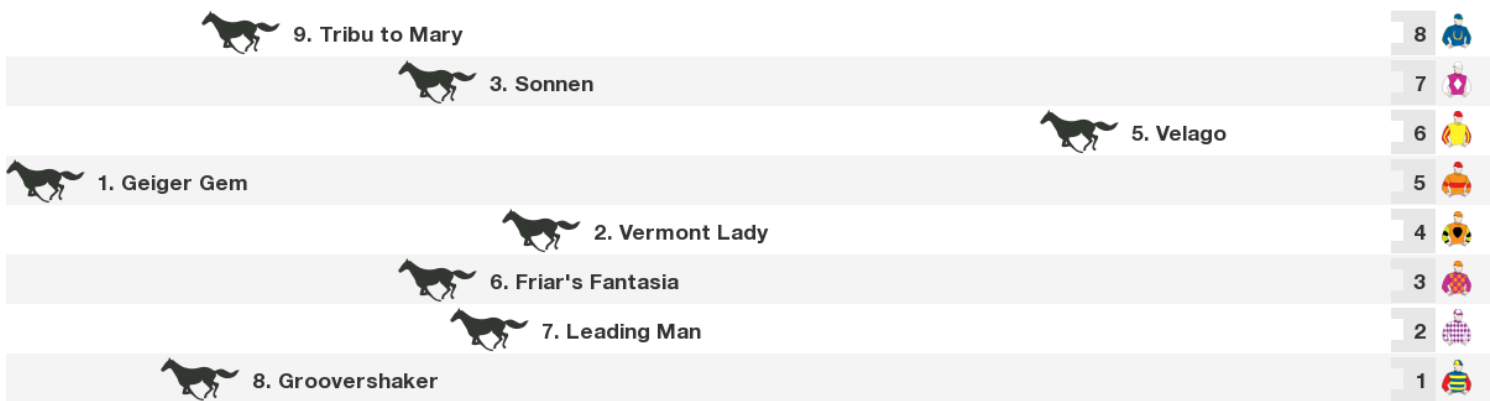 9. Tribu to Mary 8
3. Sonnen 7
5. Velago 6
1. Geiger Gem 5
2. Vermont Lady 4
6. Friar's Fantasia 3
7. Leading Man 2
8. Groovershaker 1